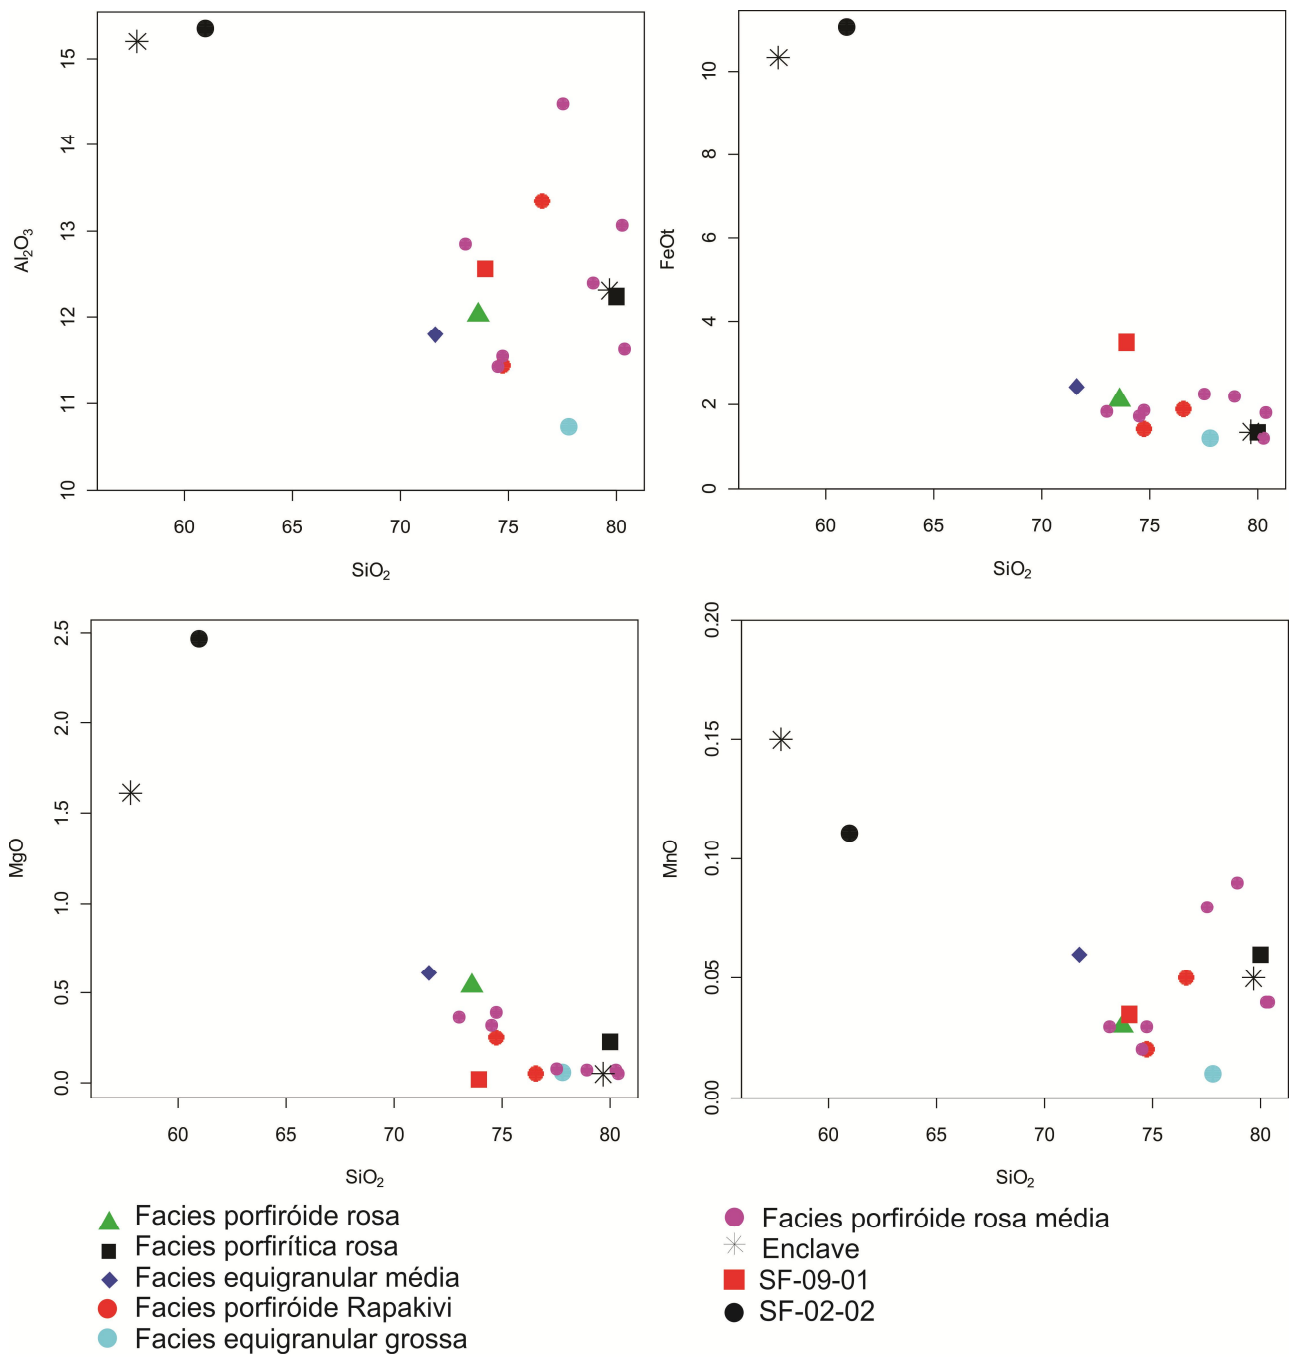 Al₂O₃
15
14
13
12
11
10
60 65 70 75 80
SiO₂
FeOt
10
8
6
4
2
0
60 65 70 75 80
SiO₂
MgO
2.5
2.0
1.5
1.0
0.5
0.0
60 65 70 75 80
SiO₂
MnO
0.20
0.15
0.10
0.05
0.00
60 65 70 75 80
SiO₂
Facies porfiróide rosa
Facies porfirítica rosa
Facies equigranular média
Facies porfiróide Rapakivi
Facies equigranular grossa
Facies porfiróide rosa média
Enclave
SF-09-01
SF-02-02